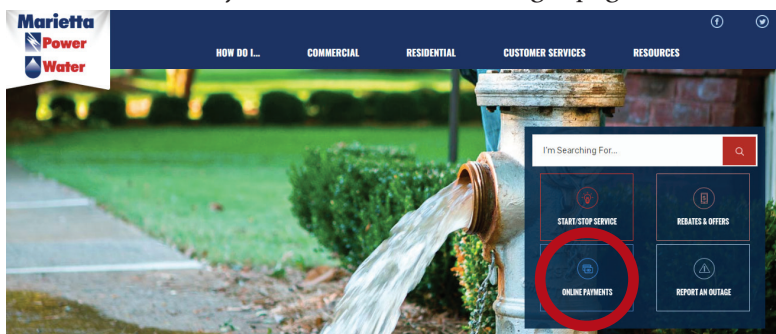 Marietta
Power
Water
HOW DO I...
COMMERCIAL
RESIDENTIAL
CUSTOMER SERVICES
RESOURCES
I'm Searching For...
START/STOP SERVICE
REBATES & OFFERS
ONLINE PAYMENTS
REPORT AN OUTAGE